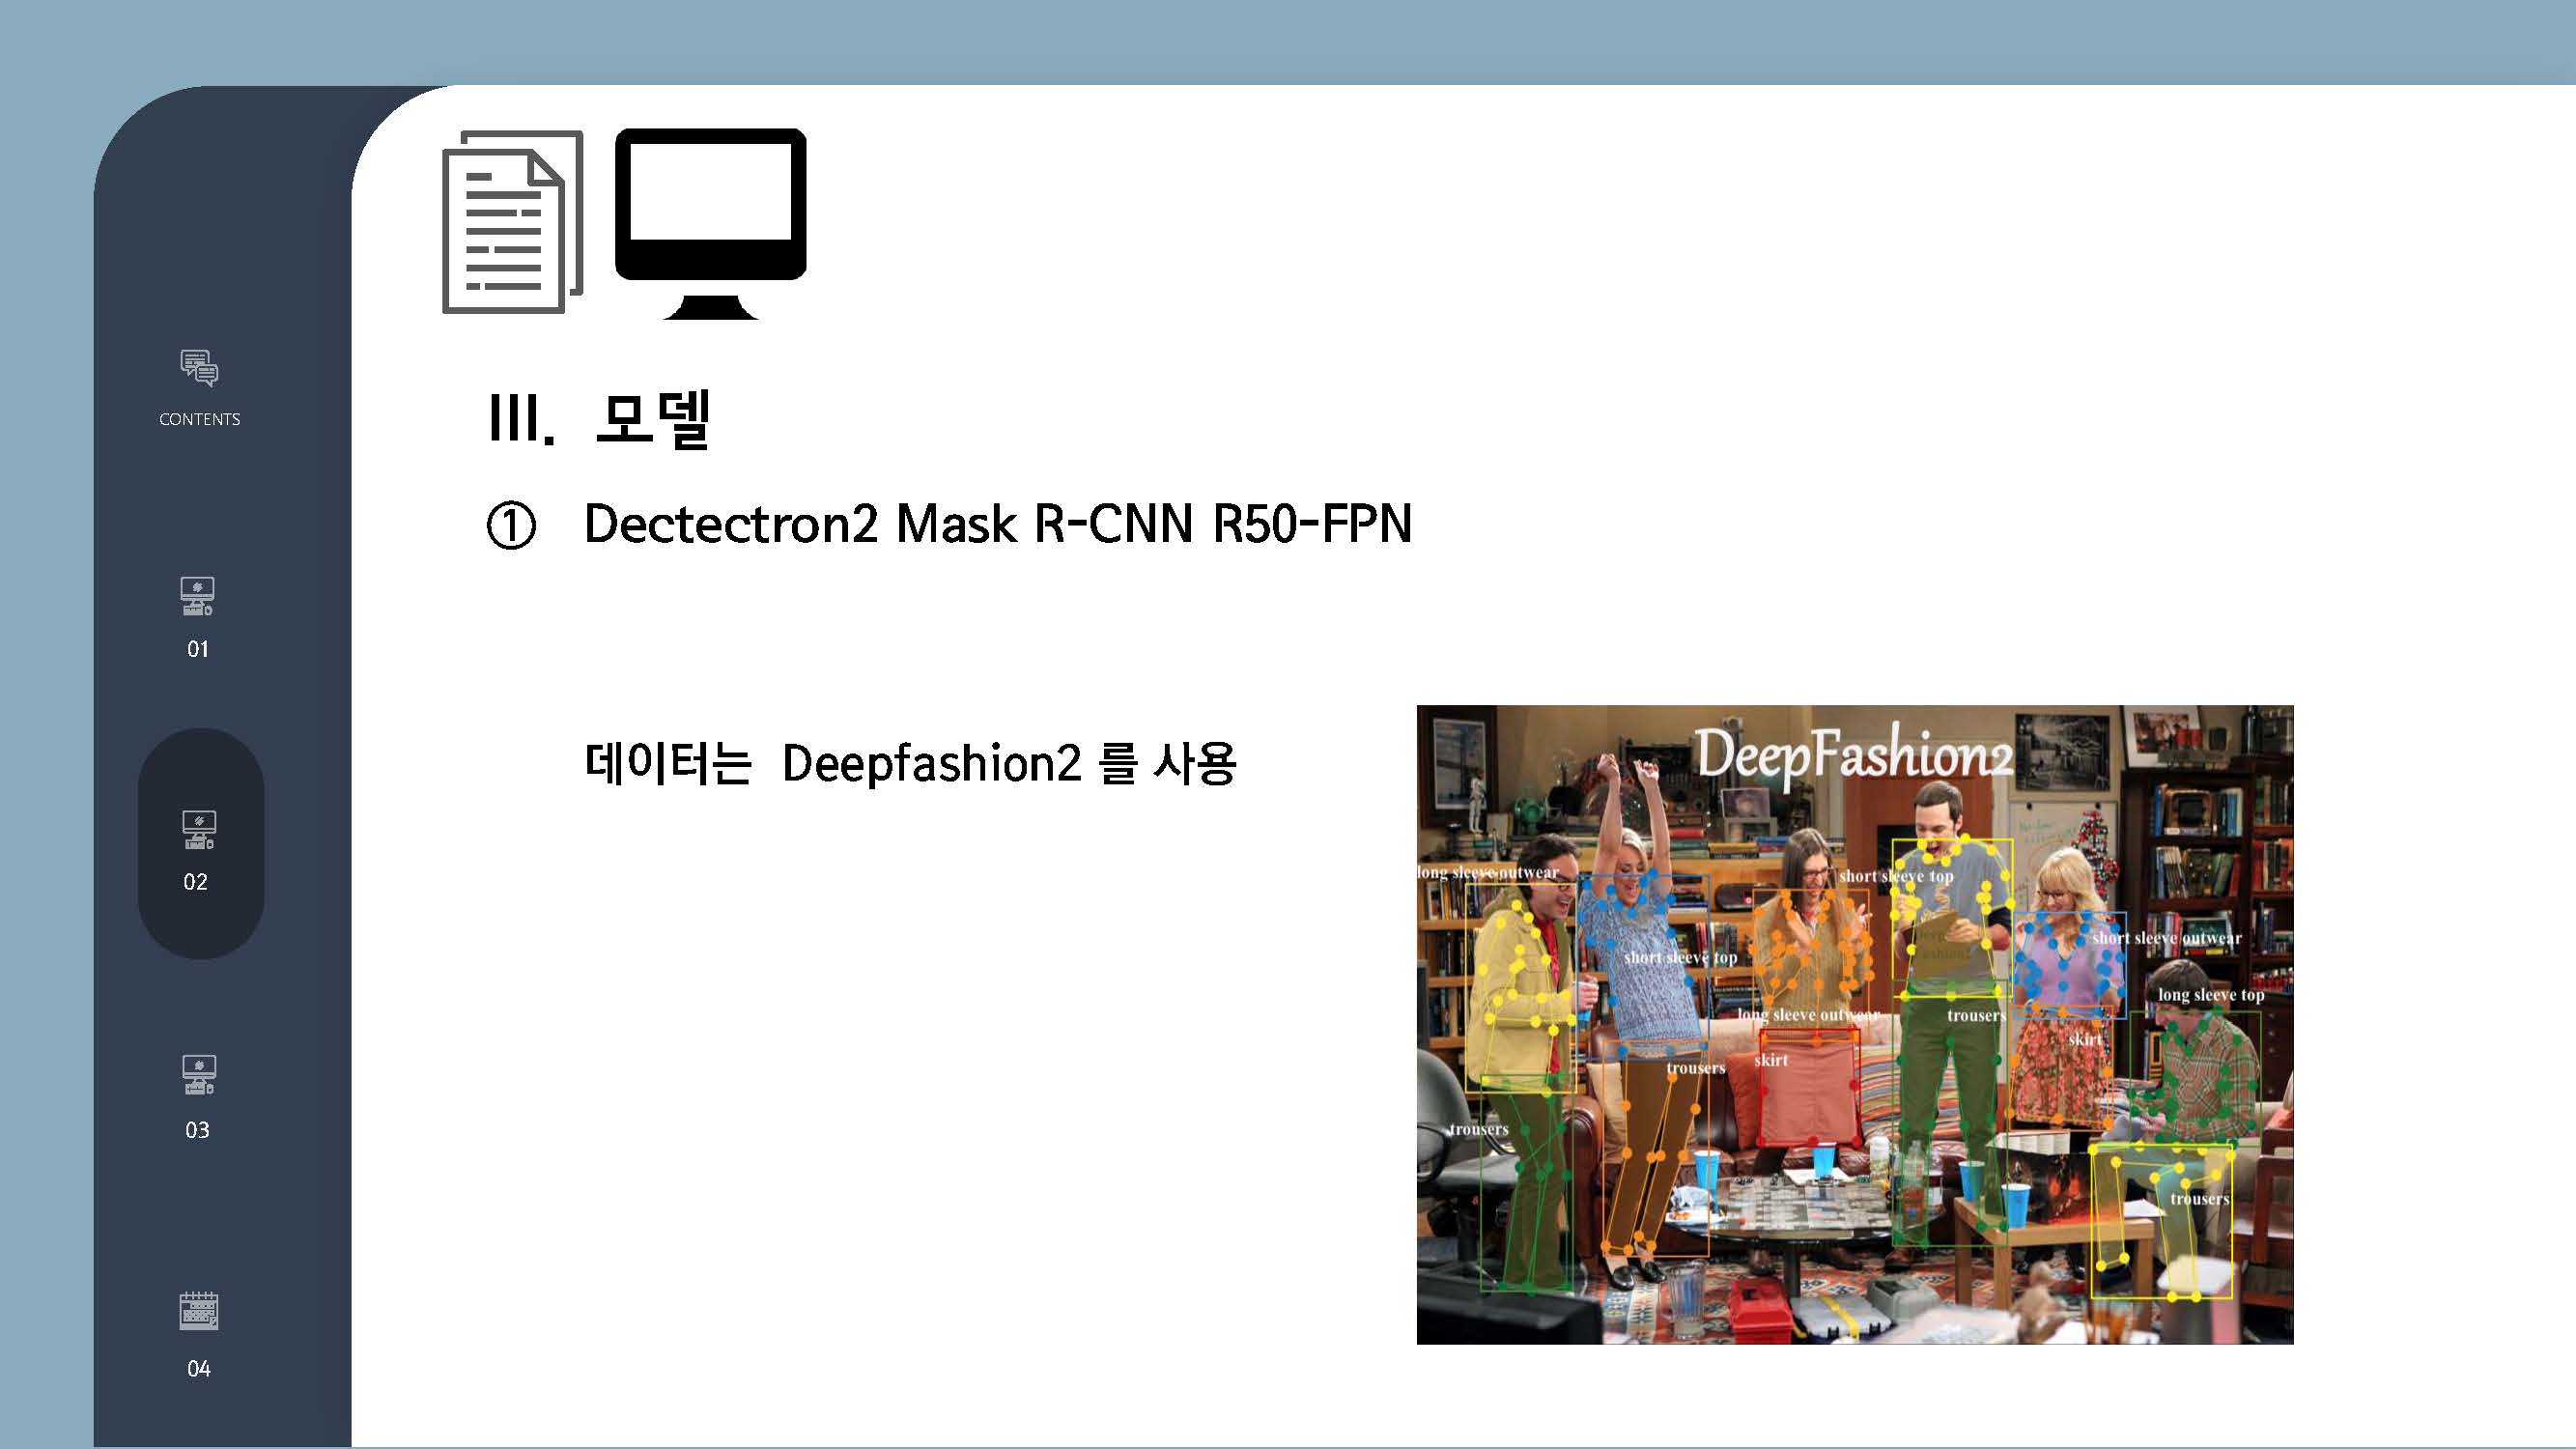 CONTENTS
01
02
03
04
III. 모델
① Dectectron2 Mask R-CNN R50-FPN
데이터는 Deepfashion2 를 사용
DeepFashion2
long sleeve outwear
short sleeve top
short sleeve outwear
short sleeve top
long sleeve top
long sleeve outwear
trousers
skirt
skirt
trousers
trousers
trousers